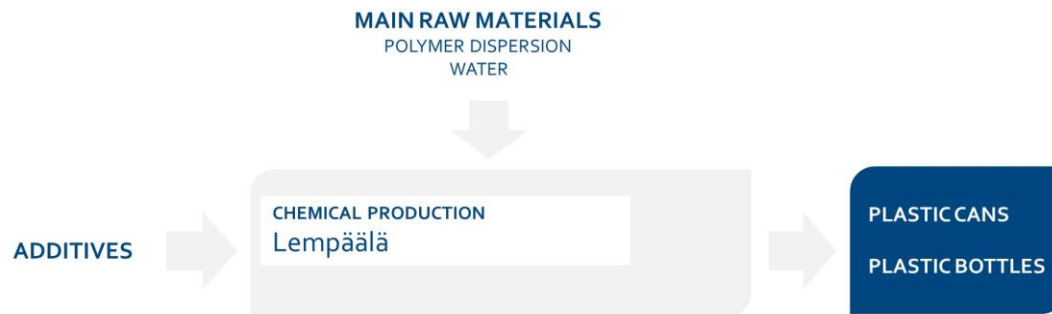 MAIN RAW MATERIALS
POLYMER DISPERSION
WATER
ADDITIVES
CHEMICAL PRODUCTION
Lempäälä
PLASTIC CANS
PLASTIC BOTTLES